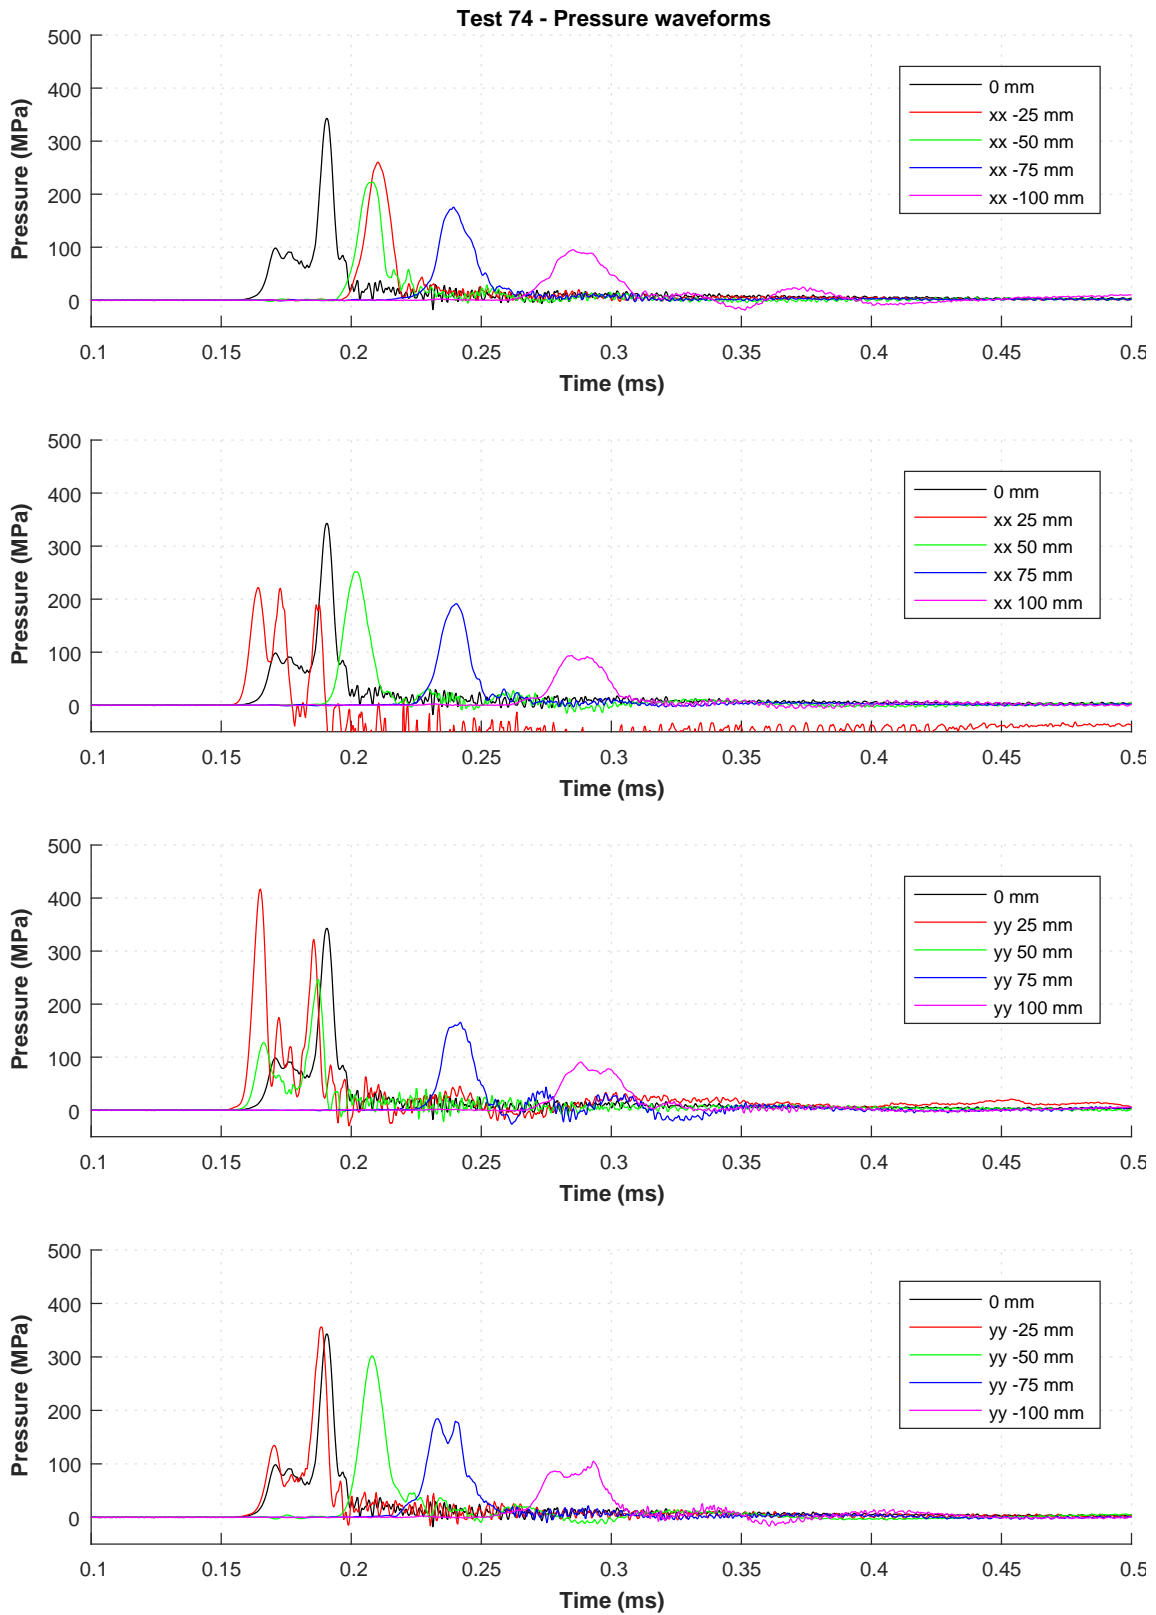 Test 74 - Pressure waveforms
500
400
300
200
100
0
Pressure (MPa)
0 mm
xx -25 mm
xx -50 mm
xx -75 mm
xx -100 mm
0.1 0.15 0.2 0.25 0.3 0.35 0.4 0.45 0.5
Time (ms)
500
400
300
200
100
0
Pressure (MPa)
0 mm
xx 25 mm
xx 50 mm
xx 75 mm
xx 100 mm
0.1 0.15 0.2 0.25 0.3 0.35 0.4 0.45 0.5
Time (ms)
500
400
300
200
100
0
Pressure (MPa)
0 mm
yy 25 mm
yy 50 mm
yy 75 mm
yy 100 mm
0.1 0.15 0.2 0.25 0.3 0.35 0.4 0.45 0.5
Time (ms)
500
400
300
200
100
0
Pressure (MPa)
0 mm
yy -25 mm
yy -50 mm
yy -75 mm
yy -100 mm
0.1 0.15 0.2 0.25 0.3 0.35 0.4 0.45 0.5
Time (ms)